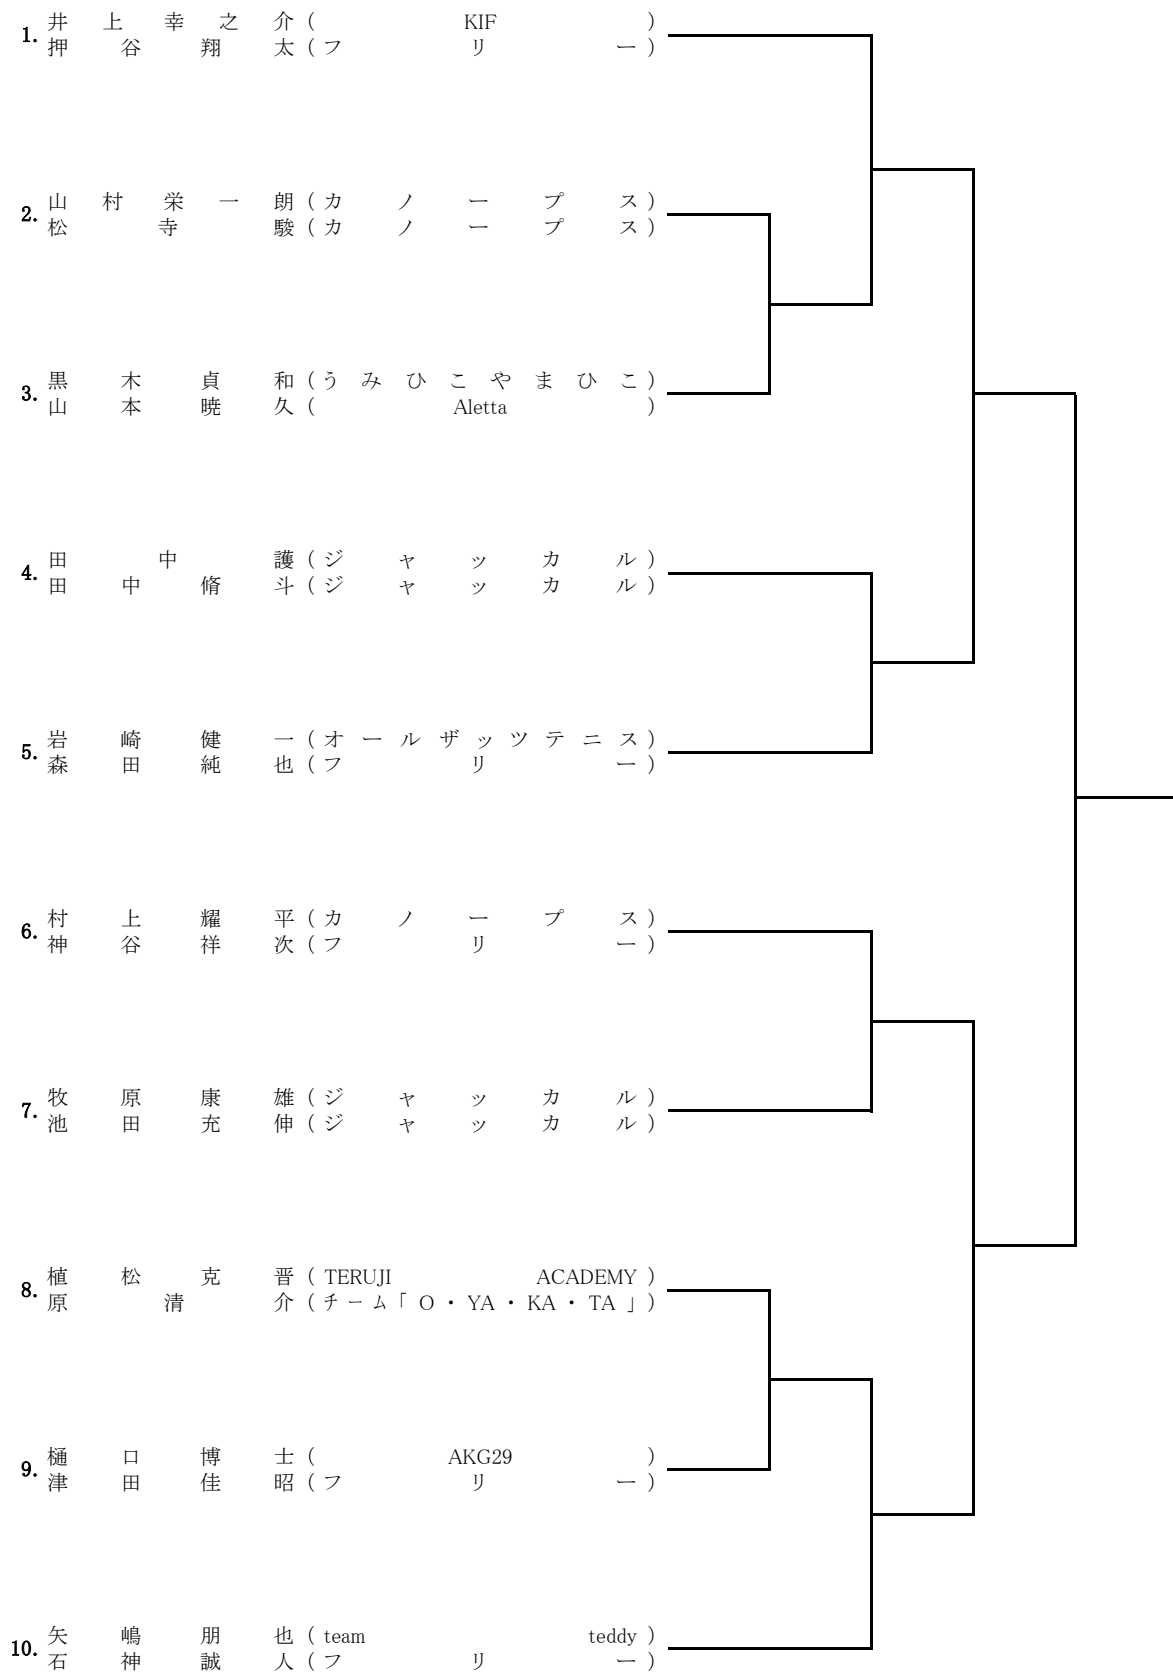 1. 井上幸之介（KIF）
押谷翔太（フリー）
2. 山村栄一朗（カノープス）
松寺駿（カノープス）
3. 黒木貞和（うみひこやまひこ）
山本暁久（Aletta）
4. 田中護（ジャッカル）
田中脩斗（ジャッカル）
5. 岩崎健一（オールザッツテニス）
森田純也（フリー）
6. 村上耀平（カノープス）
神谷祥次（フリー）
7. 牧原康雄（ジャッカル）
池田充伸（ジャッカル）
8. 植松克晋（TERUJI ACADEMY）
原清介（チーム「O・YA・KA・TA」）
9. 樋口博士（AKG29）
津田佳昭（フリー）
10. 矢嶋朋也（team teddy）
石神誠人（フリー）